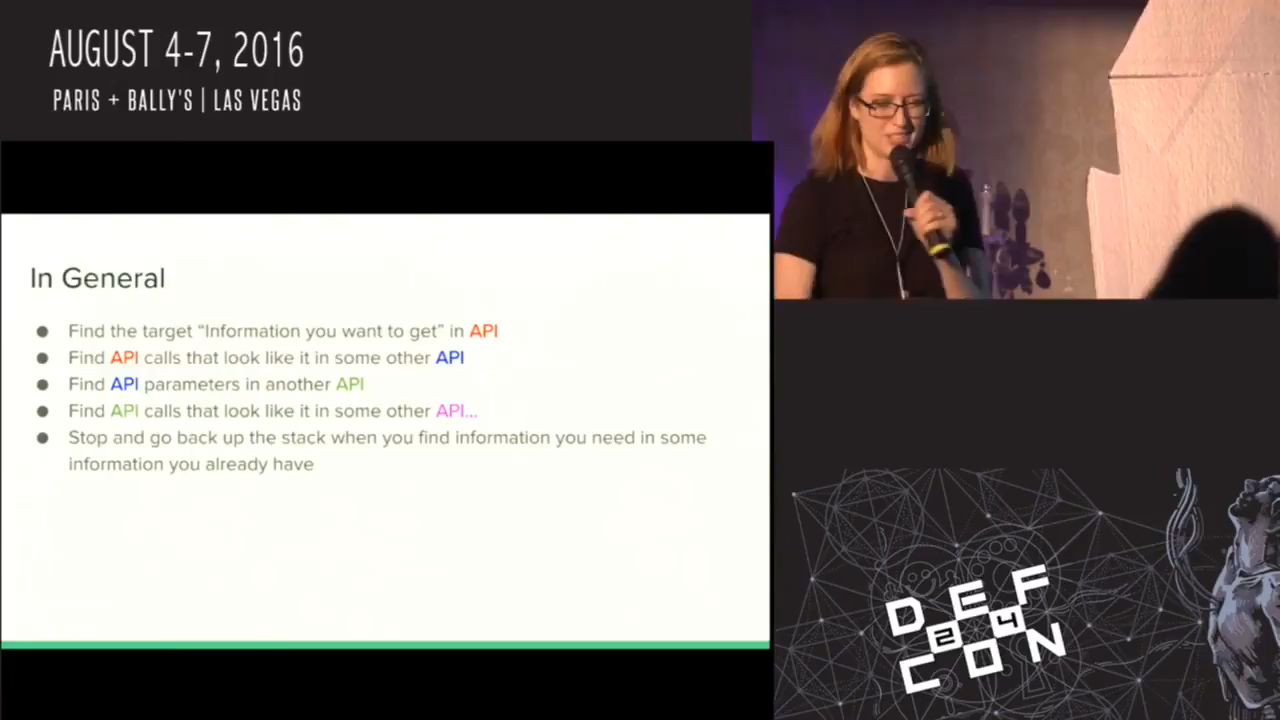 AUGUST 4-7, 2016
PARIS + BALLY'S | LAS VEGAS
In General
● Find the target “Information you want to get” in API
● Find API calls that look like it in some other API
● Find API parameters in another API
● Find API calls that look like it in some other API...
● Stop and go back up the stack when you find information you need in some
information you already have
DEF
24
CON